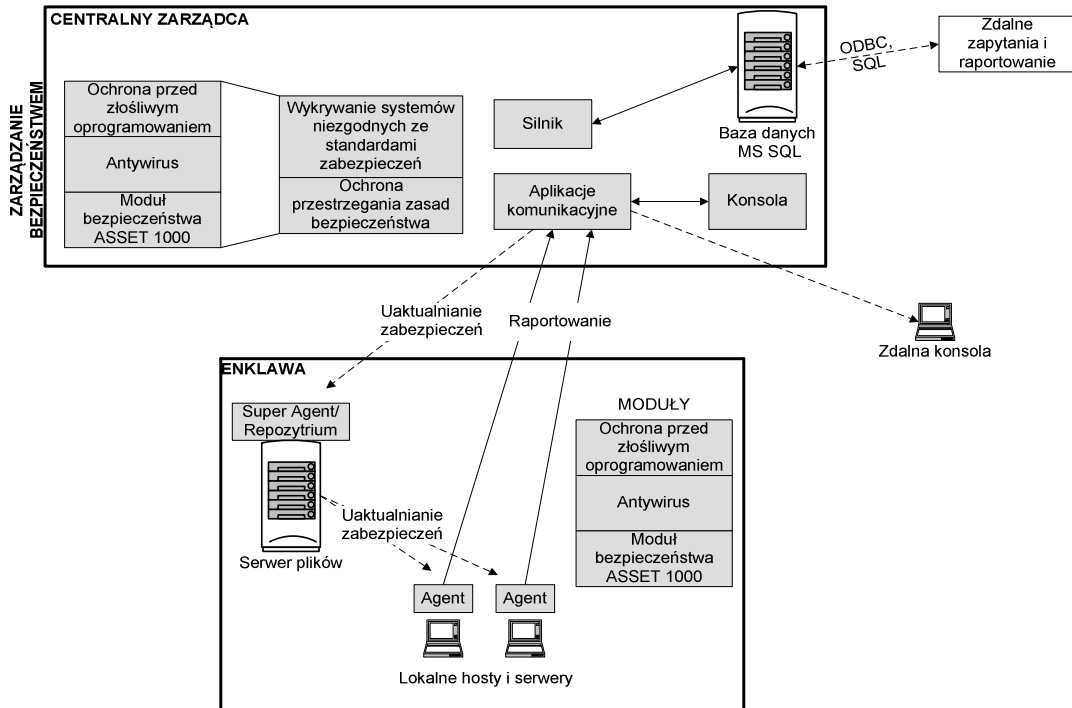 CENTRALNY ZARZĄDCA
ZARZĄDZANIE
BEZPIECZEŃSTWEM
Ochrona przed
złośliwym
oprogramowaniem
Antywirus
Moduł
bezpieczeństwa
ASSET 1000
Wykrywanie systemów
niezgodnych ze
standardami
zabezpieczeń
Ochrona
przestrzegania zasad
bezpieczeństwa
Silnik
Aplikacje
komunikacyjne
Konsola
Baza danych
MS SQL
ODBC,
SQL
Zdalne
zapytania i
raportowanie
Uaktualnianie
zabezpieczeń
Raportowanie
Zdalna konsola
ENKLAWA
Super Agent/
Repozytrium
Serwer plików
Uaktualnianie
zabezpieczeń
Agent
Agent
Lokalne hosty i serwery
MODUŁY
Ochrona przed
złośliwym
oprogramowaniem
Antywirus
Moduł
bezpieczeństwa
ASSET 1000